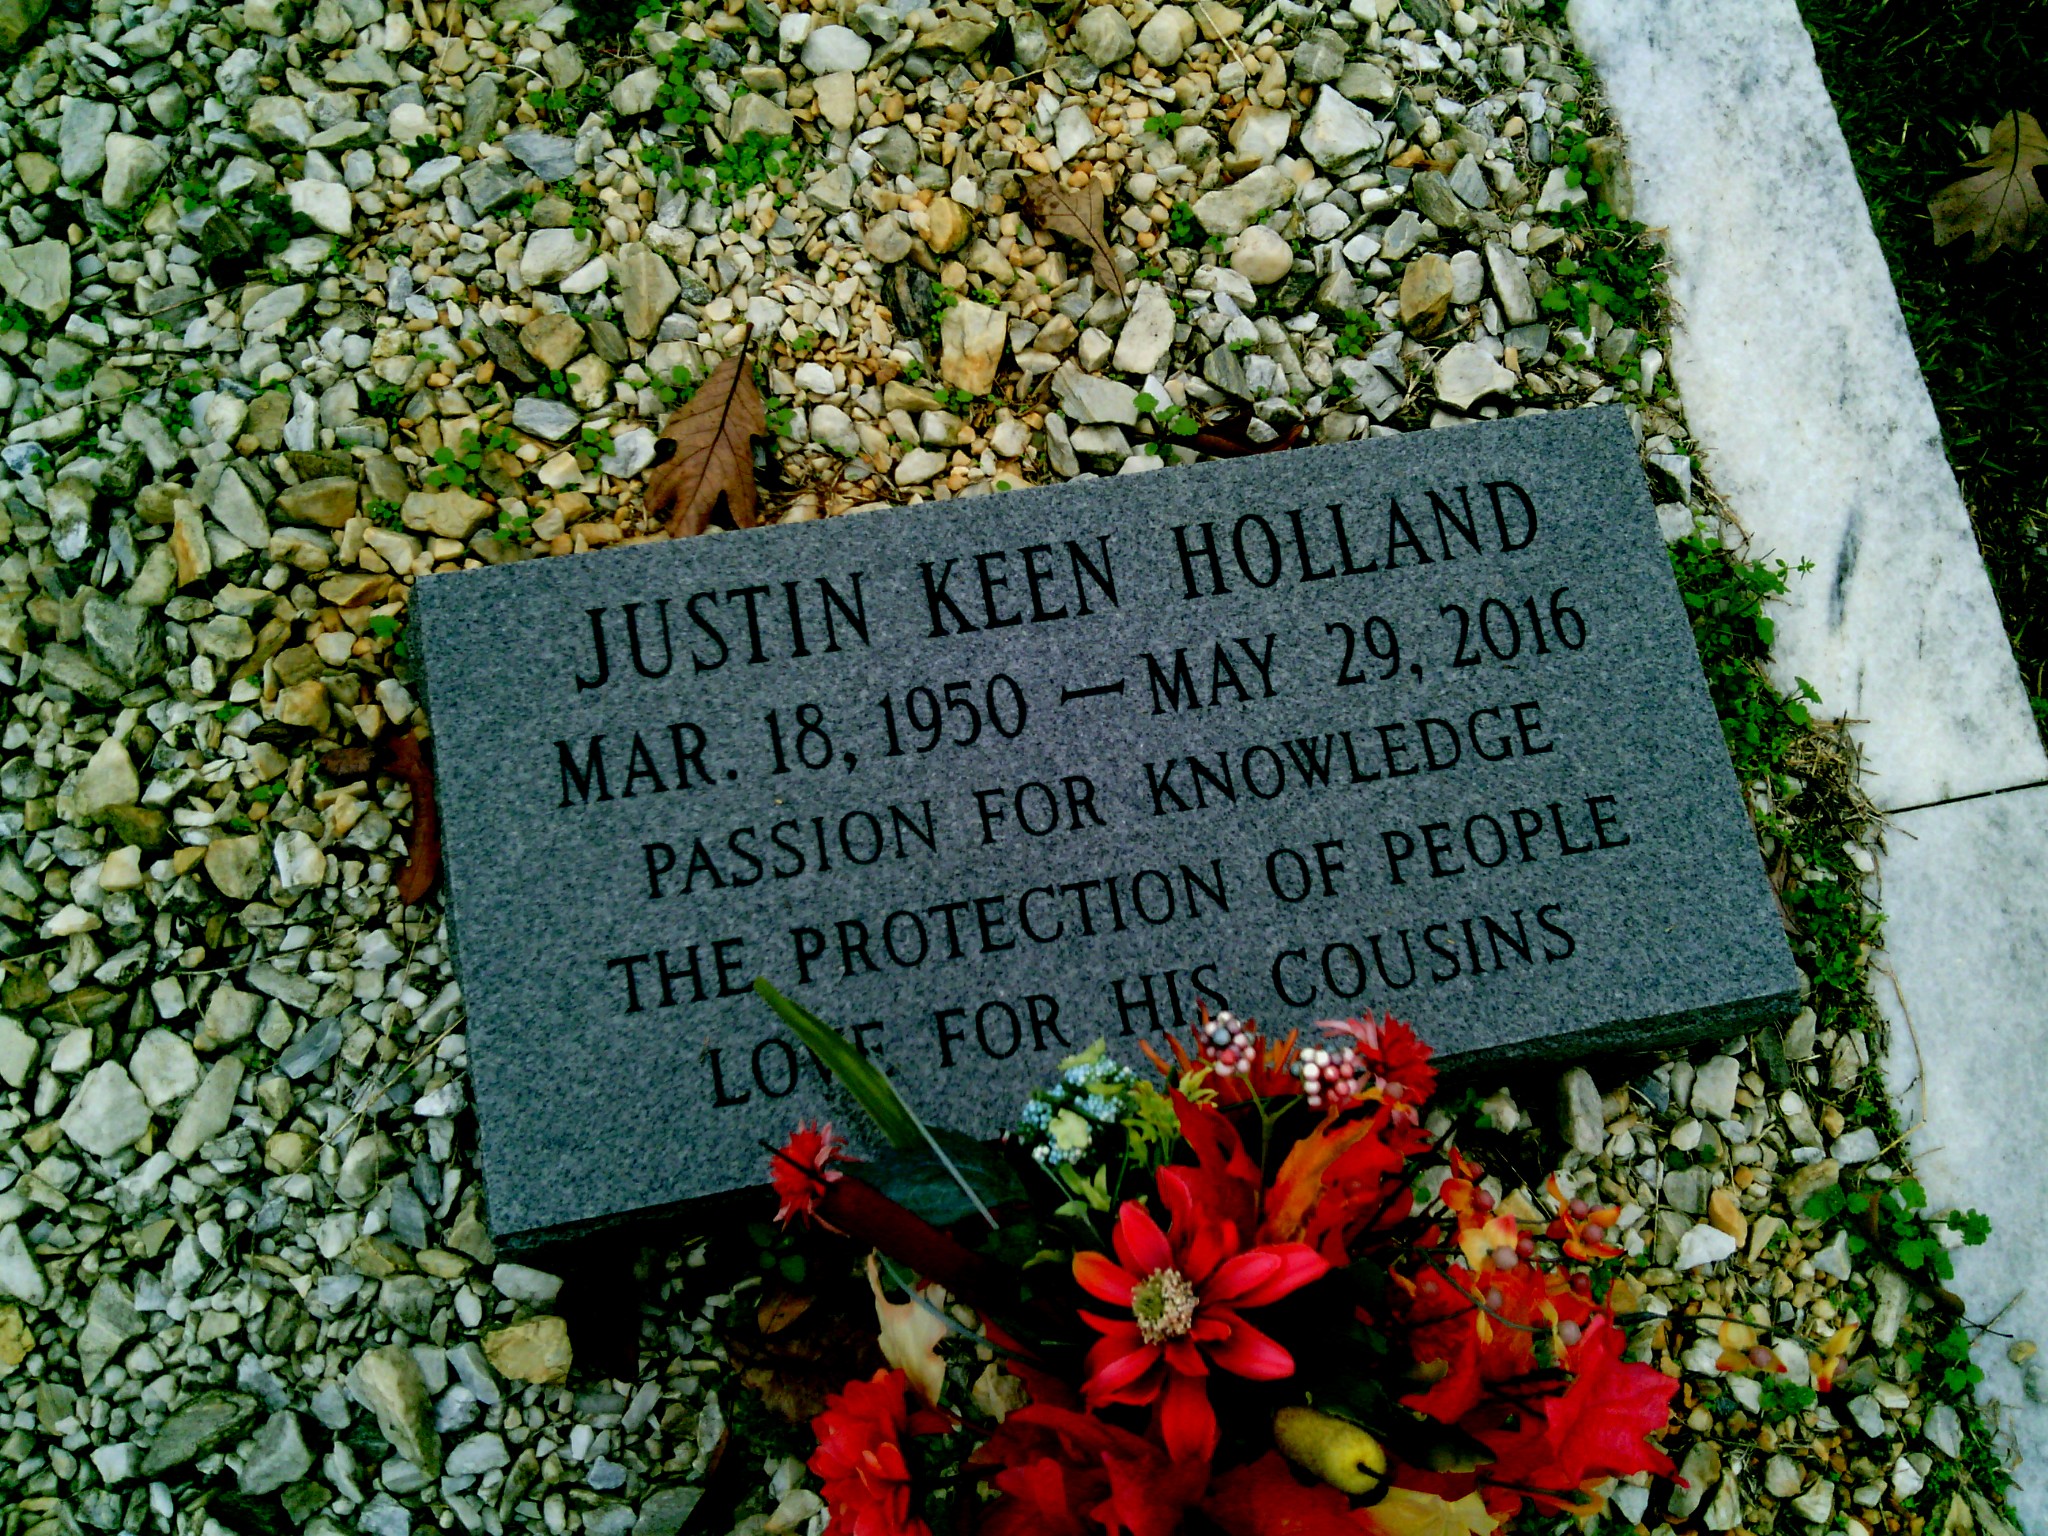 JUSTIN KEEN HOLLAND
MAR. 18, 1950 — MAY 29, 2016
PASSION FOR KNOWLEDGE
THE PROTECTION OF PEOPLE
LOVE FOR HIS COUSINS